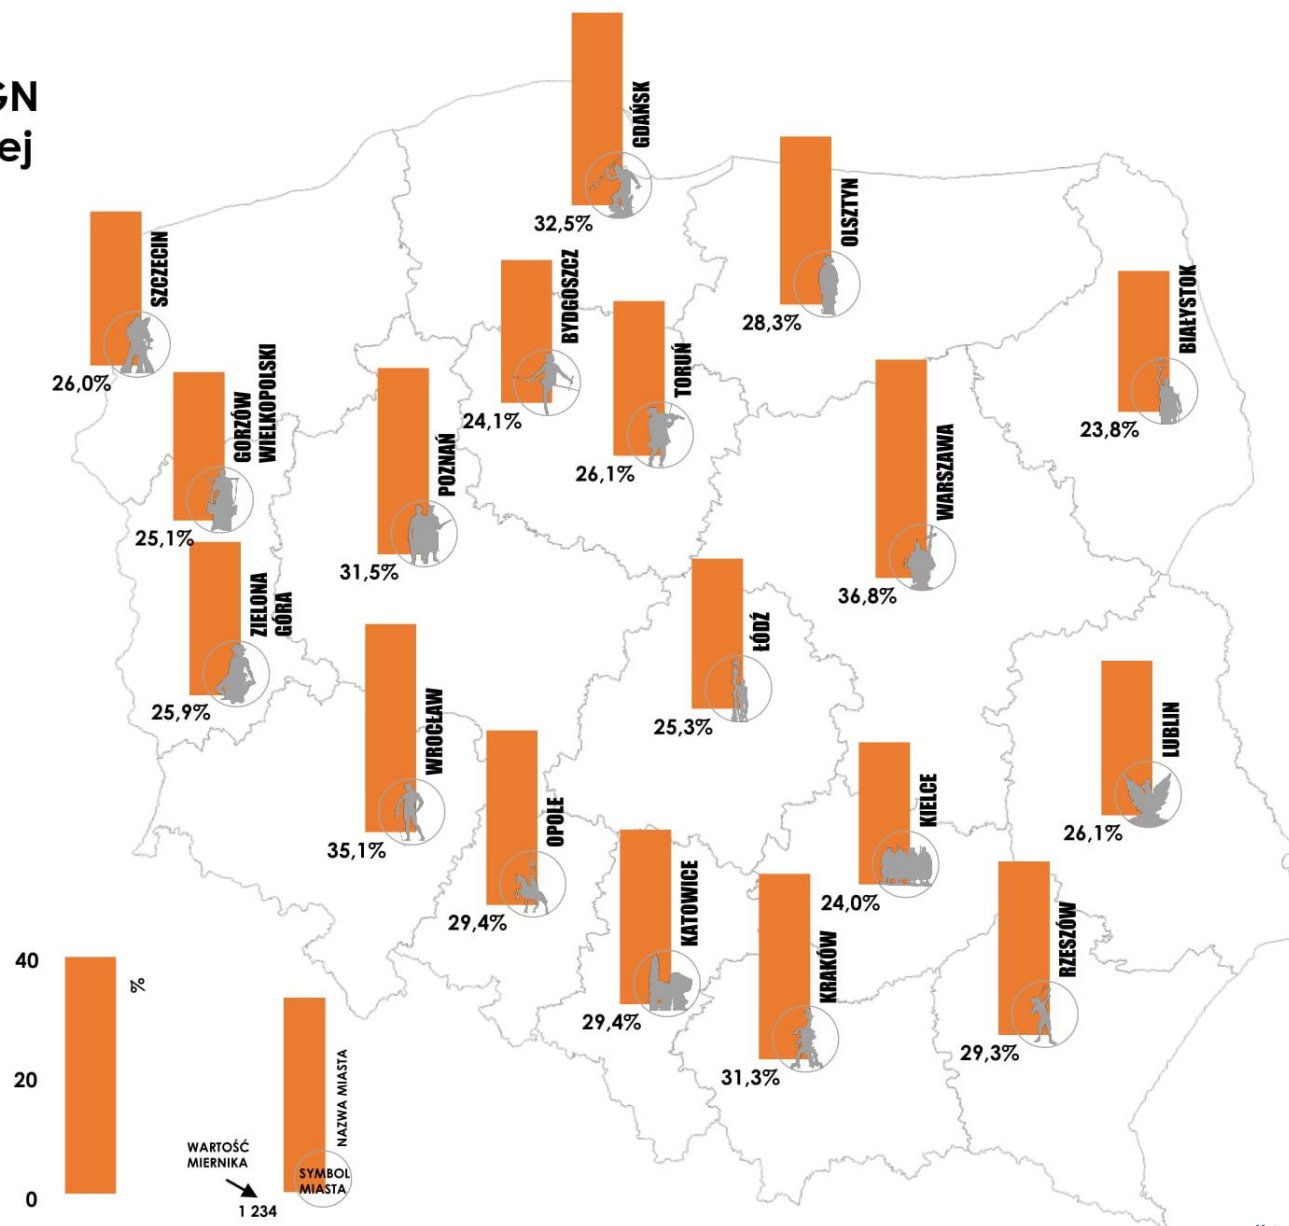 GN
ej
GDAŃSK
32,5%
OLSZTYN
28,3%
SZCZECIN
26,0%
BYDGOSZCZ
24,1%
TORUŃ
26,1%
BIAŁYSTOK
23,8%
GORZÓW
WIELKOPOLSKI
25,1%
POZNAŃ
31,5%
WARSZAWA
36,8%
ZIELONA
GÓRA
25,9%
ŁÓDŹ
25,3%
WROCŁAW
35,1%
LUBLIN
26,1%
OPOLE
29,4%
KIELCE
24,0%
KATOWICE
29,4%
KRAKÓW
31,3%
RZESZÓW
29,3%
40
20
0
%
NAZWA MIASTA
WARTOŚĆ
MIERNIKA
1 234
SYMBOL
MIASTA